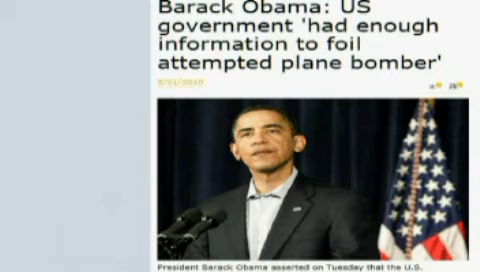 Barack Obama: US
government 'had enough
information to foil
attempted plane bomber'
President Barack Obama asserted on Tuesday that the U.S.